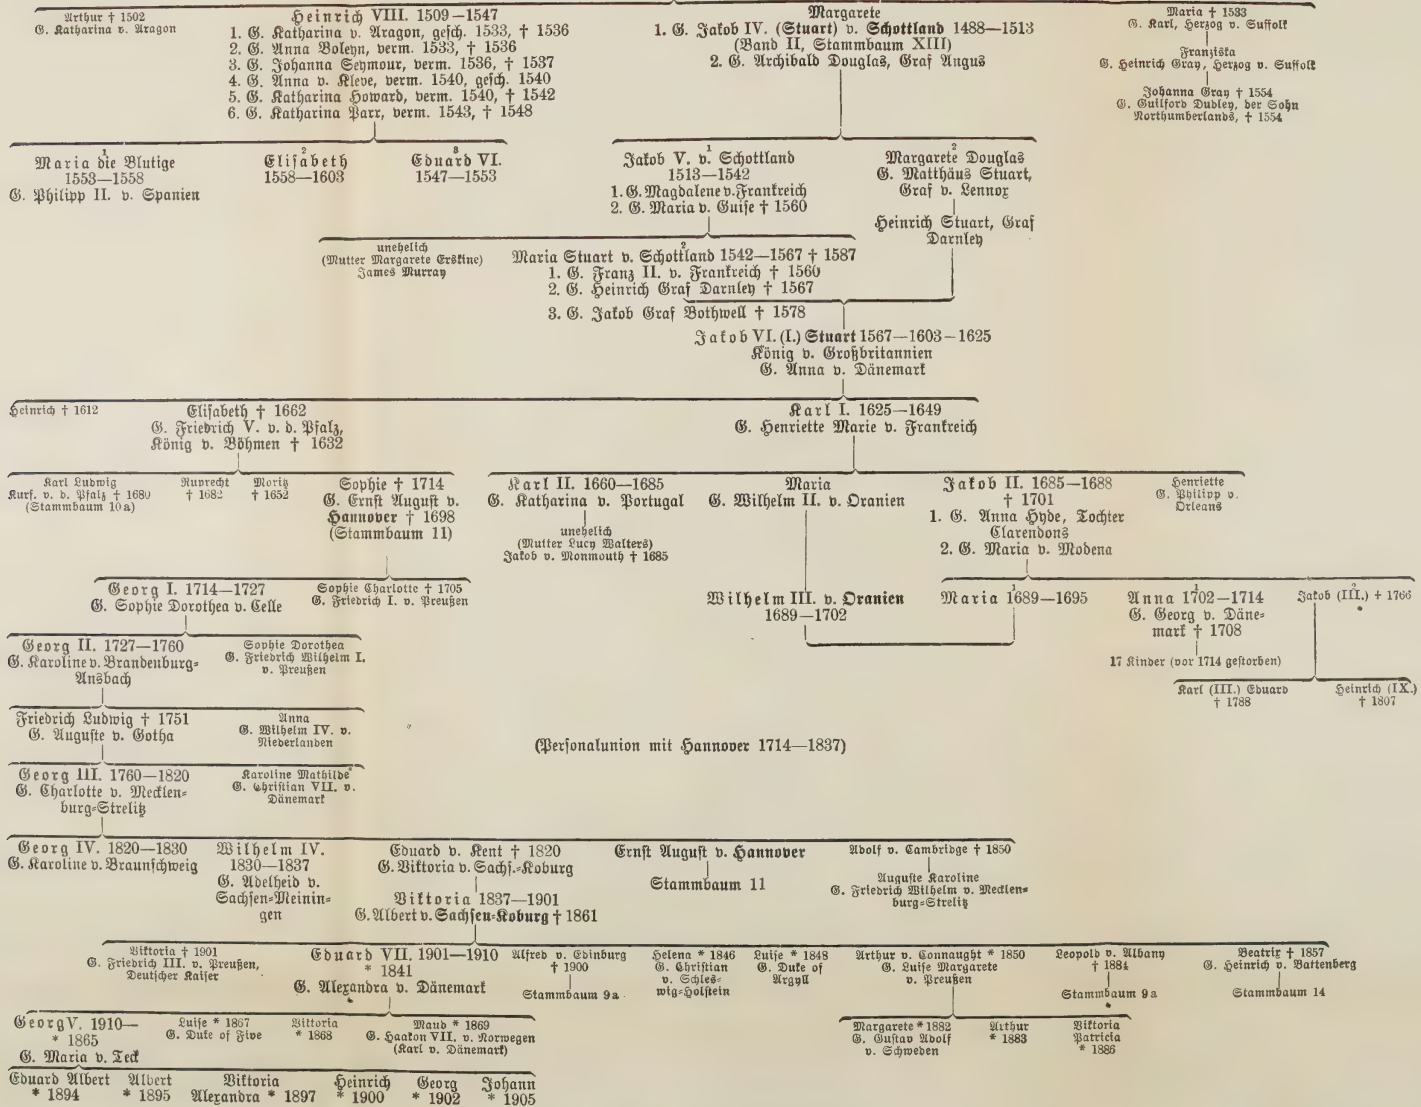 Arthur † 1502
G. Katharina v. Aragon
Heinrich VIII. 1509—1547
1. G. Katharina v. Aragon, gesch. 1533, † 1536
2. G. Anna Boleyn, verm. 1533, † 1536
3. G. Johanna Seymour, verm. 1536, † 1537
4. G. Anna v. Kleve, verm. 1540, gesch. 1540
5. G. Katharina Howard, verm. 1540, † 1542
6. G. Katharina Parr, verm. 1543, † 1548
Margarete
1. G. Jakob IV. (Stuart) v. Schottland 1488—1513
(Band II, Stammbaum XIII)
2. G. Archibald Douglas, Graf Angus
Maria † 1533
G. Karl, Herzog v. Suffolk
Franziska
G. Heinrich Gray, Herzog v. Suffolk
Johanna Gray † 1554
G. Guilford Dudley, der Sohn
Northumberlands, † 1554
1
Maria die Blutige
1553—1558
G. Philipp II. v. Spanien
2
Elisabeth
1558—1603
3
Eduard VI.
1547—1553
1
Jakob V. v. Schottland
1513—1542
1. G. Magdalene v. Frankreich
2. G. Maria v. Guise † 1560
2
Margarete Douglas
G. Matthäus Stuart,
Graf v. Lennox
Heinrich Stuart, Graf
Darnley
unehelich
(Mutter Margarete Erskine)
James Murray
2
Maria Stuart v. Schottland 1542—1567 † 1587
1. G. Franz II. v. Frankreich † 1560
2. G. Heinrich Graf Darnley † 1567
3. G. Jakob Graf Bothwell † 1578
Jakob VI. (I.) Stuart 1567—1603—1625
König v. Großbritannien
G. Anna v. Dänemark
Heinrich † 1612
Elisabeth † 1662
G. Friedrich V. v. d. Pfalz,
König v. Böhmen † 1632
Karl I. 1625—1649
G. Henriette Marie v. Frankreich
Karl Ludwig
Kurf. v. d. Pfalz † 1680
(Stammbaum 10a)
Ruprecht
† 1682
Moritz
† 1652
Sophie † 1714
G. Ernst August v.
Hannover † 1698
(Stammbaum 11)
Karl II. 1660—1685
G. Katharina v. Portugal
unehelich
(Mutter Lucy Walters)
Jakob v. Monmouth † 1685
Maria
G. Wilhelm II. v. Oranien
Jakob II. 1685—1688
† 1701
1. G. Anna Hyde, Tochter
Clarendons
2. G. Maria v. Modena
Henriette
G. Philipp v.
Orleans
Georg I. 1714—1727
G. Sophie Dorothea v. Celle
Sophie Charlotte † 1705
G. Friedrich I. v. Preußen
Wilhelm III. v. Oranien
1689—1702
1
Maria 1689—1695
1
Anna 1702—1714
G. Georg v. Däne-
mark † 1708
17 Kinder (vor 1714 gestorben)
2
Jakob (III.) † 1766
Karl (III.) Eduard
† 1788
Heinrich (IX.)
† 1807
Georg II. 1727—1760
G. Karoline v. Brandenburg-
Ansbach
Sophie Dorothea
G. Friedrich Wilhelm I.
v. Preußen
Friedrich Ludwig † 1751
G. Auguste v. Gotha
Anna
G. Wilhelm IV. v.
Niederlanden
(Personalunion mit Hannover 1714—1837)
Georg III. 1760—1820
G. Charlotte v. Mecklen-
burg-Strelitz
Karoline Mathilde
G. Christian VII. v.
Dänemark
Georg IV. 1820—1830
G. Karoline v. Braunschweig
Wilhelm IV.
1830—1837
G. Adelheid v.
Sachsen-Meinin-
gen
Eduard v. Kent † 1820
G. Viktoria v. Sachs.-Koburg
Viktoria 1837—1901
G. Albert v. Sachsen-Koburg † 1861
Ernst August v. Hannover
Stammbaum 11
Adolf v. Cambridge † 1850
Auguste Karoline
G. Friedrich Wilhelm v. Mecklen-
burg-Strelitz
Viktoria † 1901
G. Friedrich III. v. Preußen,
Deutscher Kaiser
Eduard VII. 1901—1910
* 1841
G. Alexandra v. Dänemark
Alfred v. Edinburg
† 1900
Stammbaum 9a
Helena * 1846
G. Christian
v. Schles-
wig-Holstein
Luise * 1848
G. Duke of
Argyll
Arthur v. Connaught * 1850
G. Luise Margarete
v. Preußen
Leopold v. Albany
† 1884
Stammbaum 9a
Beatrix † 1857
G. Heinrich v. Battenberg
Stammbaum 14
Georg V. 1910—
* 1865
G. Maria v. Teck
Luise * 1867
G. Duke of Five
Viktoria
* 1868
Maud * 1869
G. Haakon VII. v. Norwegen
(Karl v. Dänemark)
Margarete * 1882
G. Gustav Adolf
v. Schweden
Arthur
* 1883
Viktoria
Patricia
* 1886
Eduard Albert
* 1894
Albert
* 1895
Viktoria
Alexandra * 1897
Heinrich
* 1900
Georg
* 1902
Johann
* 1905